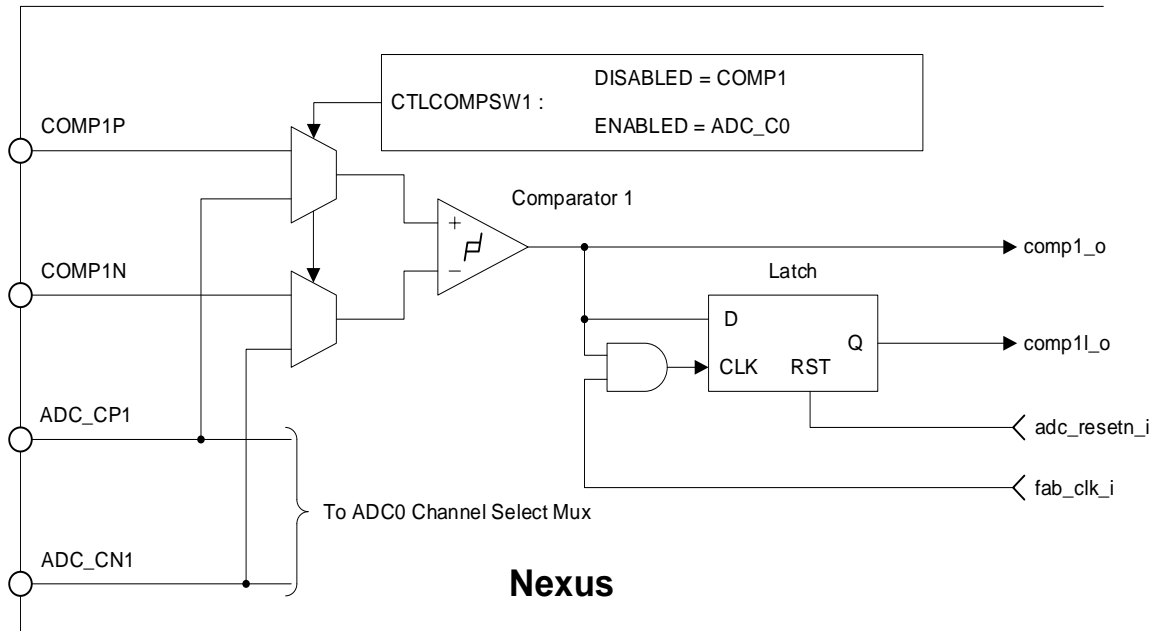 DISABLED = COMP1
CTLCOMPSW1 :
ENABLED = ADC_C0
COMP1P
Comparator 1
+
−
COMP1N
comp1_o
Latch
D
Q
comp1l_o
CLK
RST
ADC_CP1
adc_resetn_i
fab_clk_i
To ADC0 Channel Select Mux
ADC_CN1
Nexus